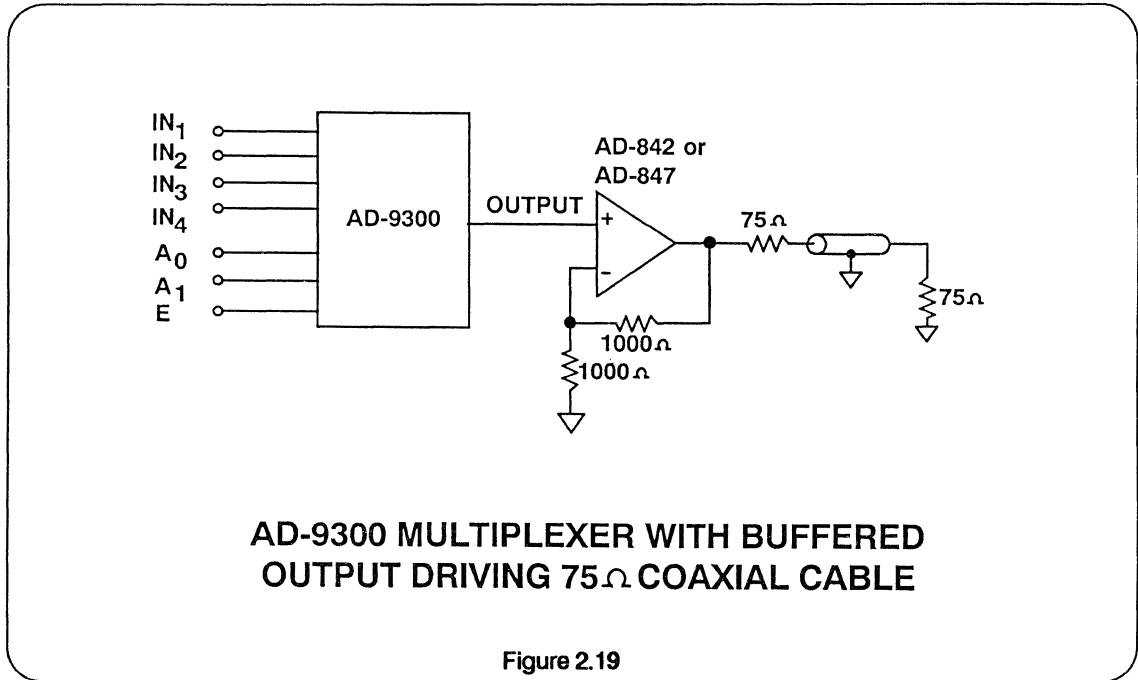 IN1
IN2
IN3
IN4
A0
A1
E
AD-9300
OUTPUT
AD-842 or
AD-847
+
-
75Ω
75Ω
1000Ω
1000Ω
AD-9300 MULTIPLEXER WITH BUFFERED
OUTPUT DRIVING 75Ω COAXIAL CABLE
Figure 2.19